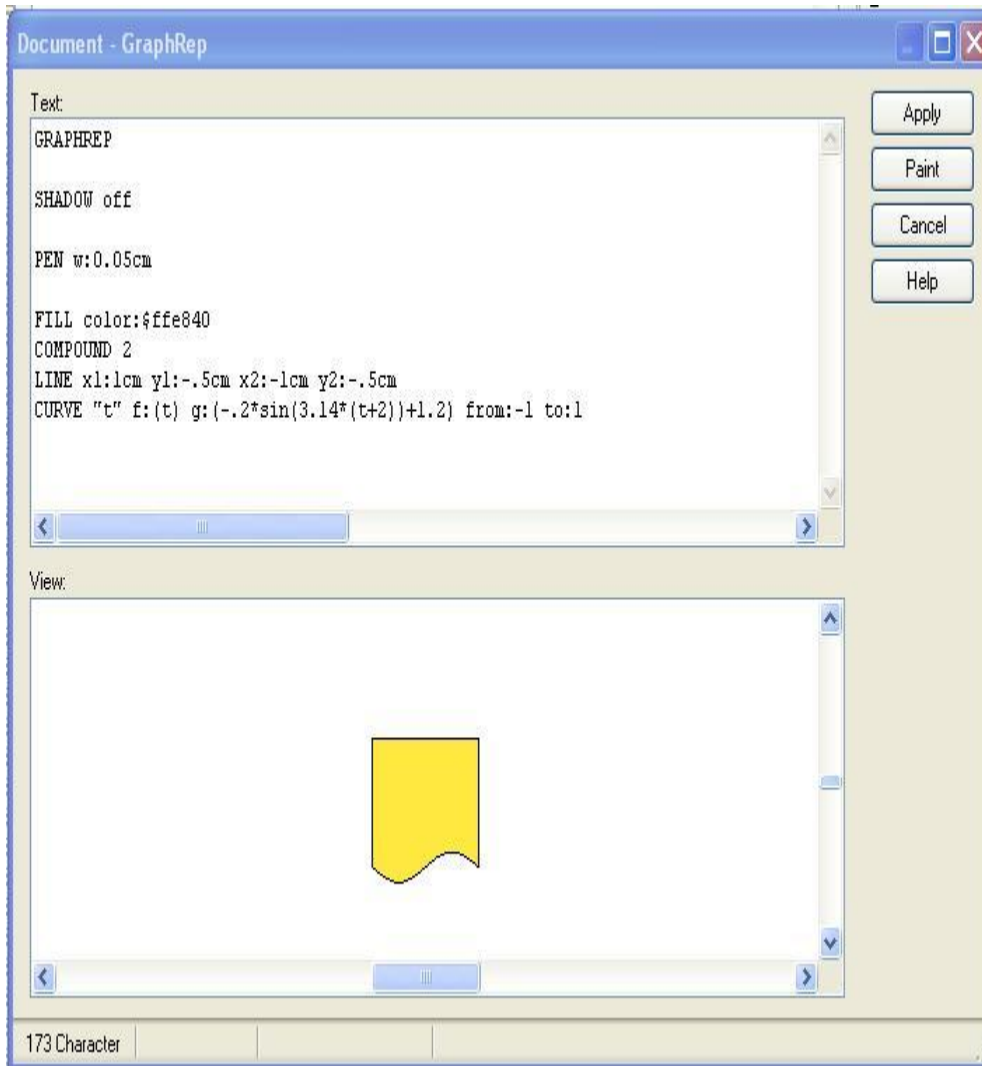 Document - GraphRep
Text:
GRAPHREP
SHADOW off
PEN w:0.05cm
FILL color:$ffe840
COMPOUND 2
LINE x1:1cm y1:-.5cm x2:-1cm y2:-.5cm
CURVE "t" f:(t) g:(-.2*sin(3.14*(t+2))+1.2) from:-1 to:1
Apply
Paint
Cancel
Help
View:
173 Character